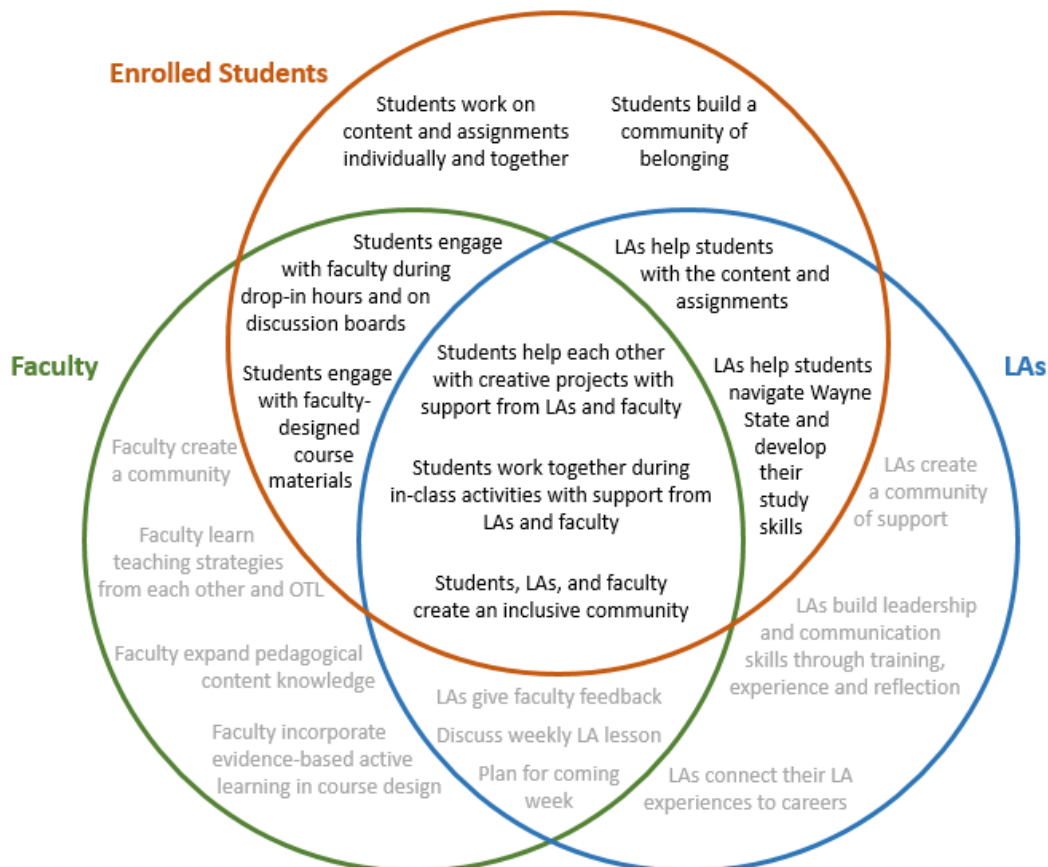 Enrolled Students
Students work on
content and assignments
individually and together
Students build a
community of
belonging
Students engage
with faculty during
drop-in hours and on
discussion boards
LAs help students
with the content and
assignments
Faculty
LAs
Students engage
with faculty-
designed
course
materials
Students help each other
with creative projects with
support from LAs and faculty
LAs help students
navigate Wayne
State and
develop
their
study
skills
Faculty create
a community
Students work together during
in-class activities with support from
LAs and faculty
LAs create
a community
of support
Faculty learn
teaching strategies
from each other and OTL
Students, LAs, and faculty
create an inclusive community
LAs build leadership
and communication
skills through training,
experience and reflection
Faculty expand pedagogical
content knowledge
LAs give faculty feedback
Discuss weekly LA lesson
Plan for coming
week
Faculty incorporate
evidence-based active
learning in course design
LAs connect their LA
experiences to careers